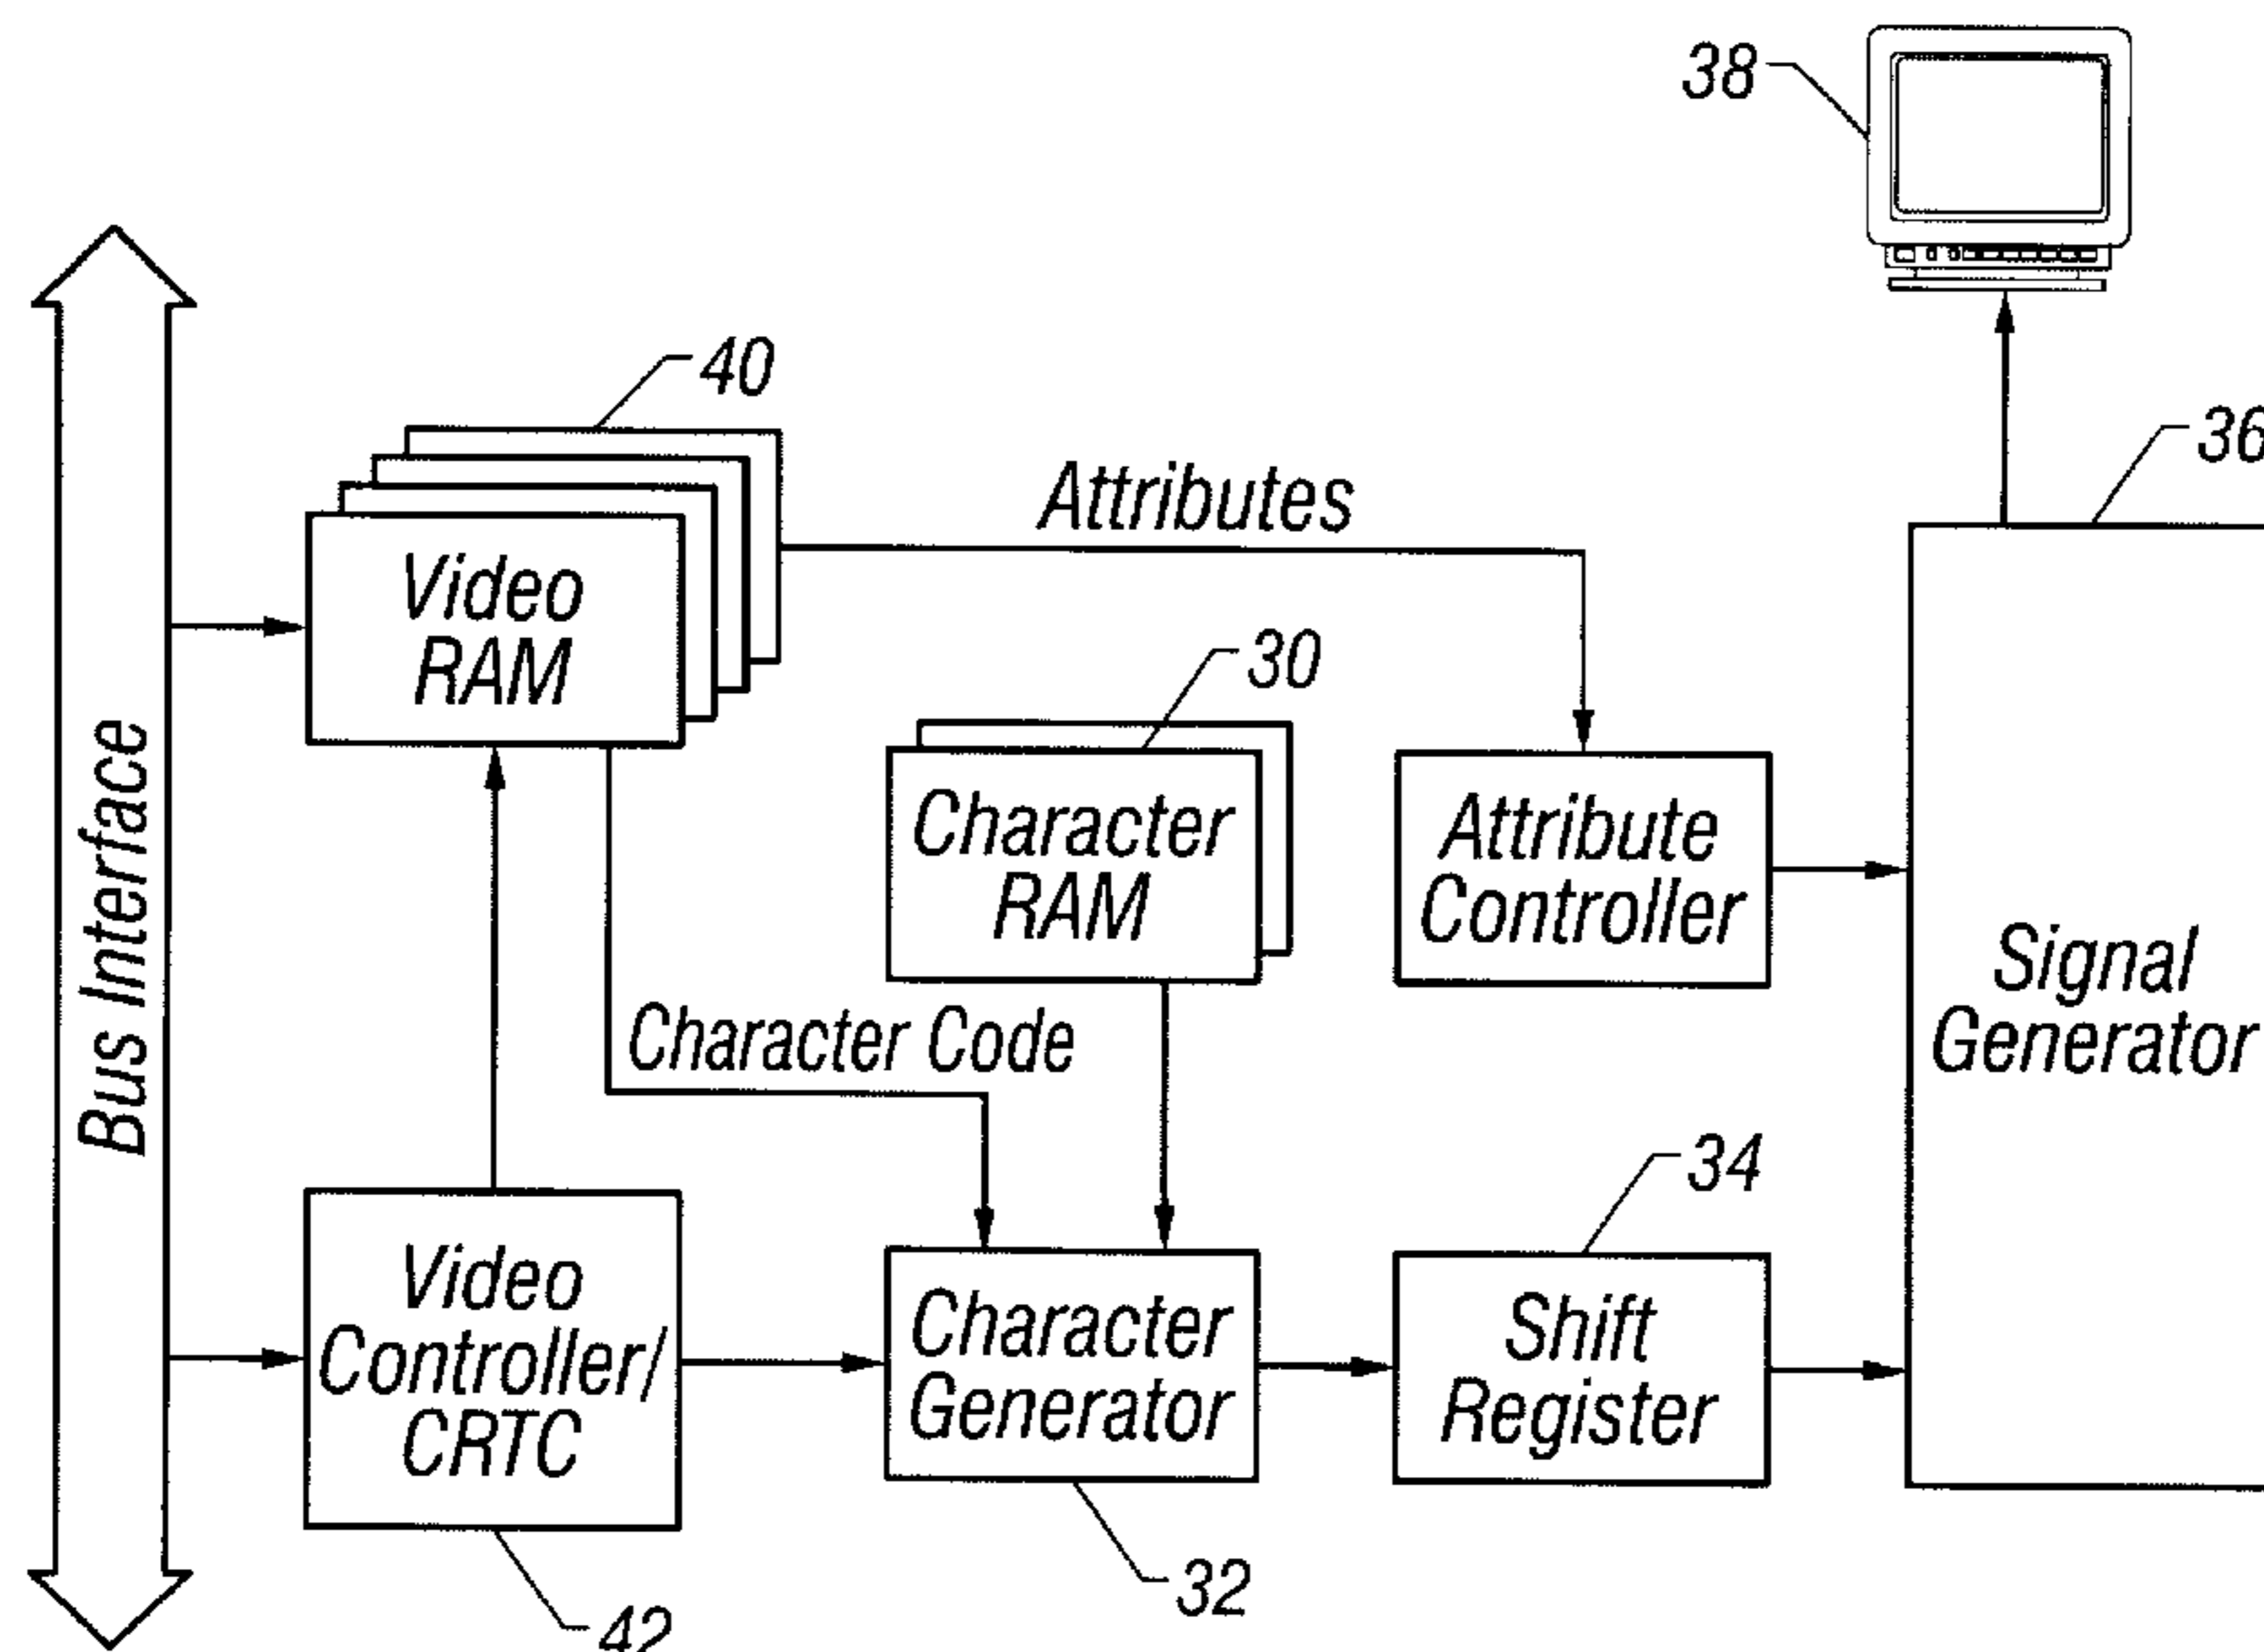 38
40
36
Attributes
Video
RAM
30
Bus Interface
Character
RAM
Attribute
Controller
Signal
Generator
Character Code
34
Video
Controller/
CRTC
Character
Generator
Shift
Register
32
42